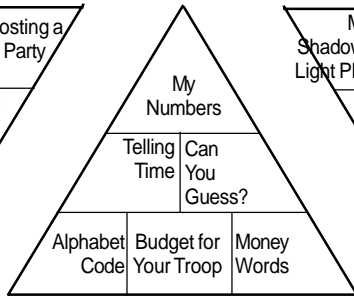 osting a
Party
My
Numbers
Telling
Time
Can
You
Guess?
Alphabet
Code
Budget for
Your Troop
Money
Words
Shadow
Light Pl